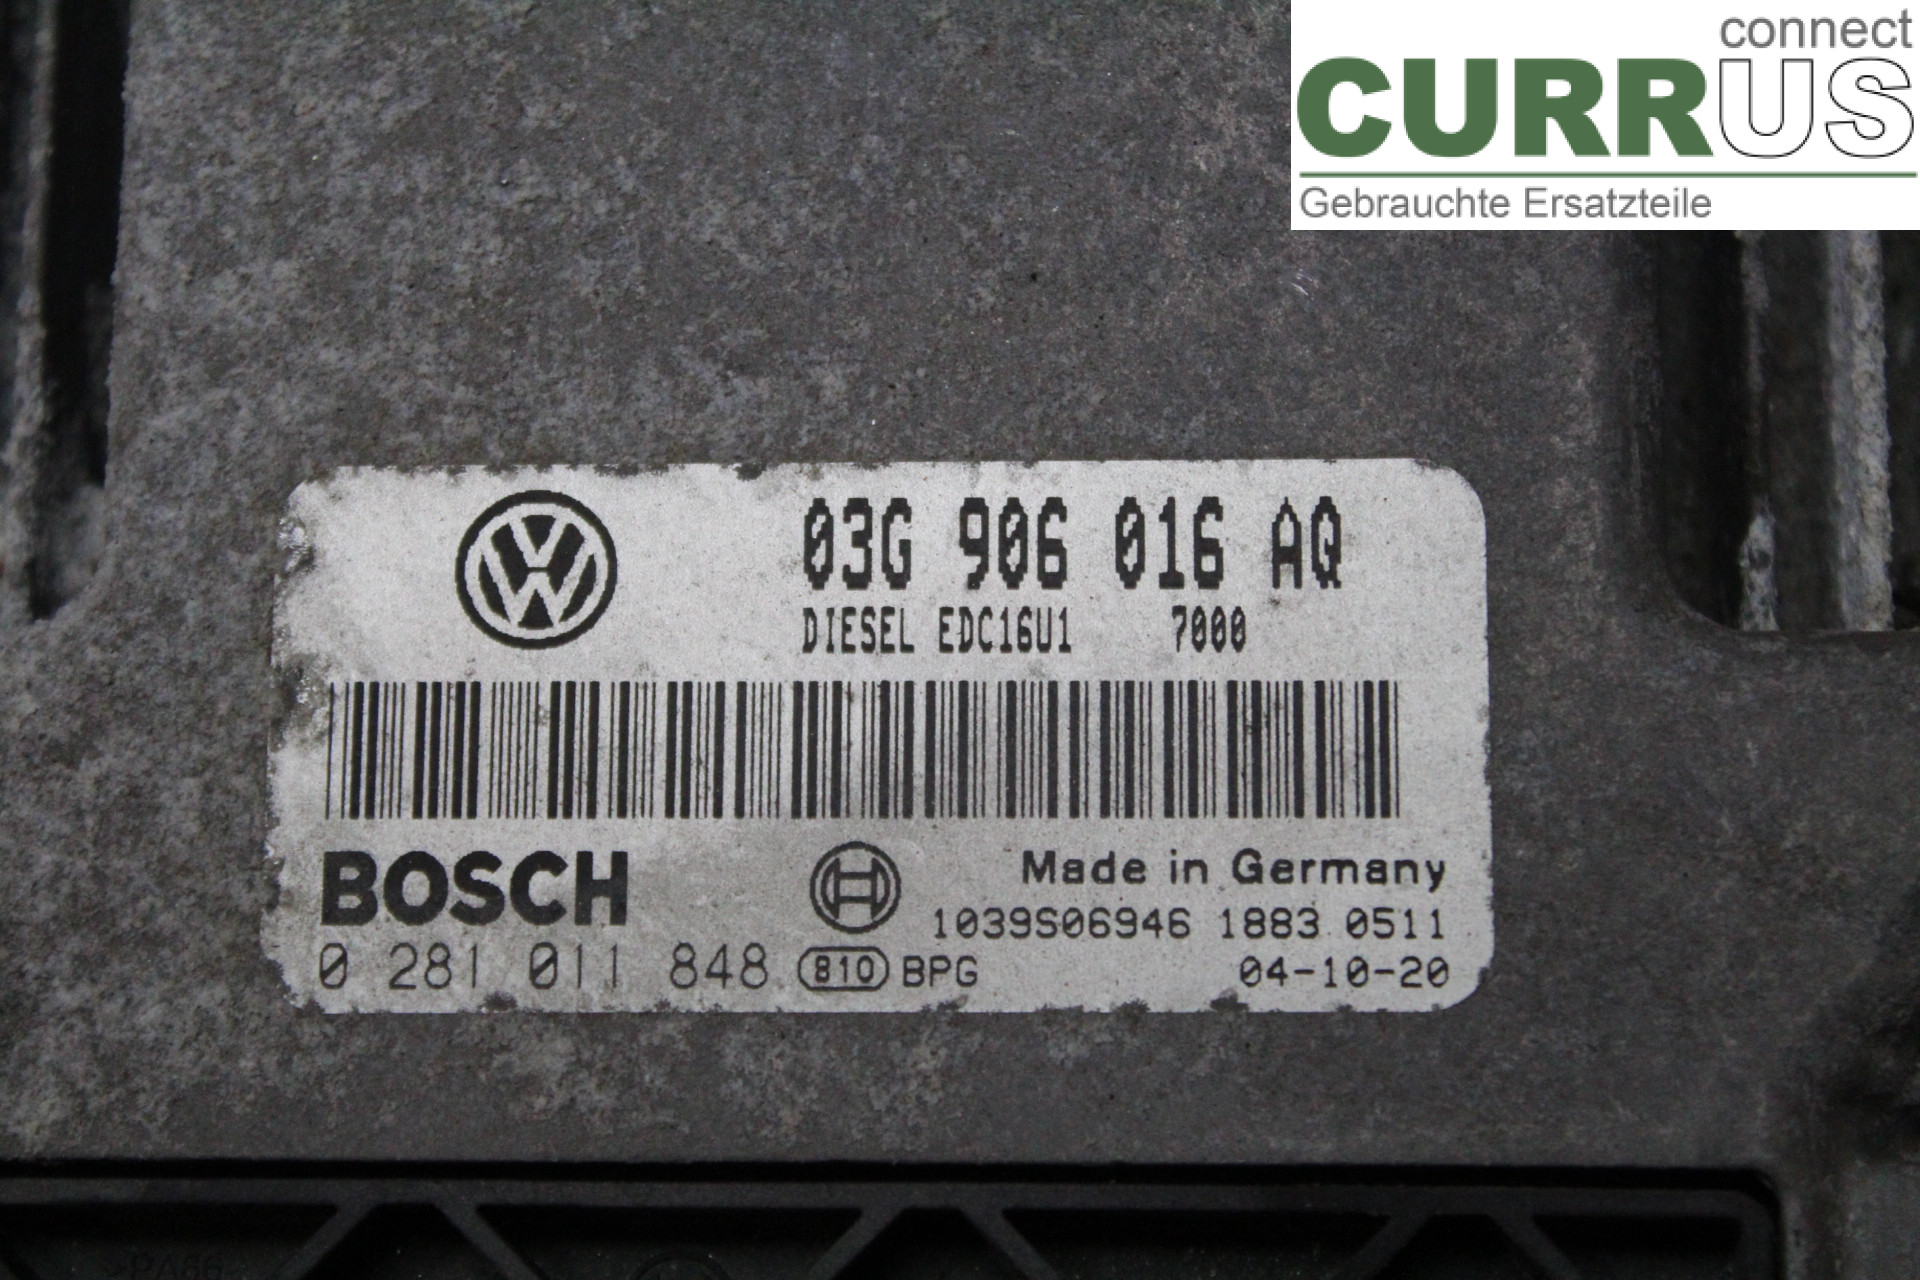 connect
CURRUS
Gebrauchte Ersatzteile
03G 906 016 AQ
DIESEL EDC16U1 7000
BOSCH
Made in Germany
1039S06946 1883 0511
0 281 011 848 810 BPG 04-10-20
>PA66